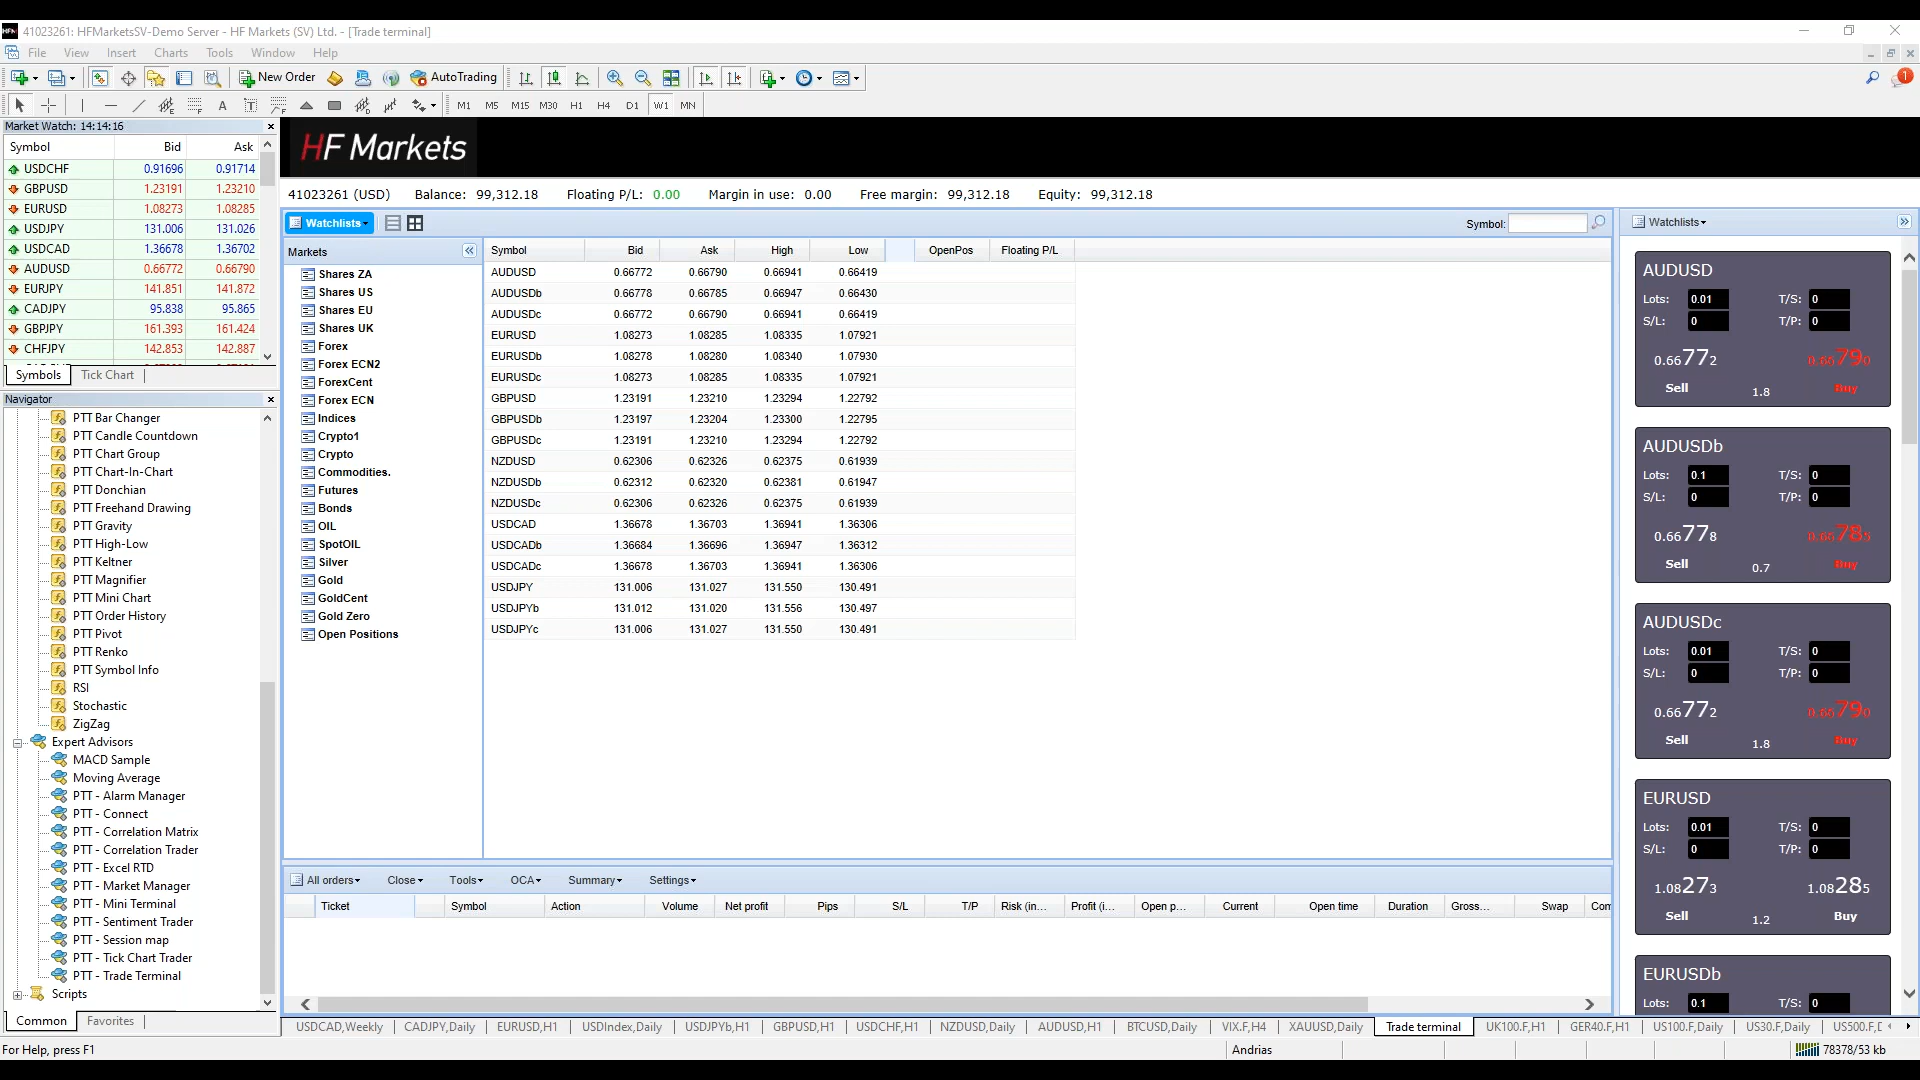 41023261: HFMarketsSV-Demo Server - HF Markets (SV) Ltd. - [Trade terminal]
File View Insert Charts Tools Window Help
New Order AutoTrading 1
M1 M5 M15 M30 H1 H4 D1 W1 MN
Market Watch: 14:14:16
Symbol Bid Ask
USDCHF 0.91696 0.91714
GBPUSD 1.23191 1.23210
EURUSD 1.08273 1.08285
USDJPY 131.006 131.026
USDCAD 1.36678 1.36702
AUDUSD 0.66772 0.66790
EURJPY 141.851 141.872
CADJPY 95.838 95.865
GBPJPY 161.393 161.424
CHFJPY 142.853 142.887
Symbols Tick Chart
Navigator
PTT Bar Changer
PTT Candle Countdown
PTT Chart Group
PTT Chart-In-Chart
PTT Donchian
PTT Freehand Drawing
PTT Gravity
PTT High-Low
PTT Keltner
PTT Magnifier
PTT Mini Chart
PTT Order History
PTT Pivot
PTT Renko
PTT Symbol Info
RSI
Stochastic
ZigZag
Expert Advisors
MACD Sample
Moving Average
PTT - Alarm Manager
PTT - Connect
PTT - Correlation Matrix
PTT - Correlation Trader
PTT - Excel RTD
PTT - Market Manager
PTT - Mini Terminal
PTT - Sentiment Trader
PTT - Session map
PTT - Tick Chart Trader
PTT - Trade Terminal
Scripts
Common Favorites
HF Markets
41023261 (USD) Balance: 99,312.18 Floating P/L: 0.00 Margin in use: 0.00 Free margin: 99,312.18 Equity: 99,312.18
Watchlists Symbol:
Markets
Shares ZA
Shares US
Shares EU
Shares UK
Forex
Forex ECN2
ForexCent
Forex ECN
Indices
Crypto1
Crypto
Commodities.
Futures
Bonds
OIL
SpotOIL
Silver
Gold
GoldCent
Gold Zero
Open Positions
Symbol Bid Ask High Low OpenPos Floating P/L
AUDUSD 0.66772 0.66790 0.66941 0.66419
AUDUSDb 0.66778 0.66785 0.66947 0.66430
AUDUSDc 0.66772 0.66790 0.66941 0.66419
EURUSD 1.08273 1.08285 1.08335 1.07921
EURUSDb 1.08278 1.08280 1.08340 1.07930
EURUSDc 1.08273 1.08285 1.08335 1.07921
GBPUSD 1.23191 1.23210 1.23294 1.22792
GBPUSDb 1.23197 1.23204 1.23300 1.22795
GBPUSDc 1.23191 1.23210 1.23294 1.22792
NZDUSD 0.62306 0.62326 0.62375 0.61939
NZDUSDb 0.62312 0.62320 0.62381 0.61947
NZDUSDc 0.62306 0.62326 0.62375 0.61939
USDCAD 1.36678 1.36703 1.36941 1.36306
USDCADb 1.36684 1.36696 1.36947 1.36312
USDCADc 1.36678 1.36703 1.36941 1.36306
USDJPY 131.006 131.027 131.550 130.491
USDJPYb 131.012 131.020 131.556 130.497
USDJPYc 131.006 131.027 131.550 130.491
All orders Close Tools OCA Summary Settings
Ticket Symbol Action Volume Net profit Pips S/L T/P Risk (in... Profit (i... Open p... Current Open time Duration Gross... Swap Com
Watchlists
AUDUSD
Lots: 0.01 T/S: 0
S/L: 0 T/P: 0
0.66772 0.66790
Sell 1.8 Buy
AUDUSDb
Lots: 0.1 T/S: 0
S/L: 0 T/P: 0
0.66778 0.66785
Sell 0.7 Buy
AUDUSDc
Lots: 0.01 T/S: 0
S/L: 0 T/P: 0
0.66772 0.66790
Sell 1.8 Buy
EURUSD
Lots: 0.01 T/S: 0
S/L: 0 T/P: 0
1.08273 1.08285
Sell 1.2 Buy
EURUSDb
Lots: 0.1 T/S: 0
USDCAD,Weekly CADJPY,Daily EURUSD,H1 USDIndex,Daily USDJPYb,H1 GBPUSD,H1 USDCHF,H1 NZDUSD,Daily AUDUSD,H1 BTCUSD,Daily VIX.F,H4 XAUUSD,Daily Trade terminal UK100.F,H1 GER40.F,H1 US100.F,Daily US30.F,Daily US500.F,D
For Help, press F1 Andrias 78378/53 kb